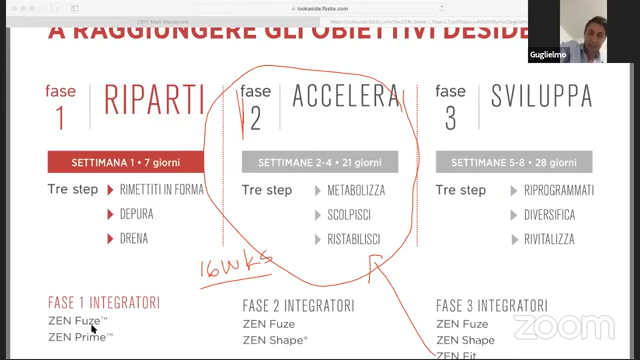 lookaside.fbsbx.com
A RAGGIUNGERE GLI OBIETTIVI DESIDE
Guglielmo
fase 1 RIPARTI
SETTIMANA 1 • 7 giorni
Tre step
RIMETTITI IN FORMA
DEPURA
DRENA
fase 2 ACCELERA
SETTIMANE 2-4 • 21 giorni
Tre step
METABOLIZZA
SCOLPISCI
RISTABILISCI
fase 3 SVILUPPA
SETTIMANE 5-8 • 28 giorni
Tre step
RIPROGRAMMATI
DIVERSIFICA
RIVITALIZZA
16 WKS
FASE 1 INTEGRATORI
ZEN Fuze™
ZEN Prime™
FASE 2 INTEGRATORI
ZEN Fuze
ZEN Shape®
FASE 3 INTEGRATORI
ZEN Fuze
ZEN Shape
ZEN Fit
zoom